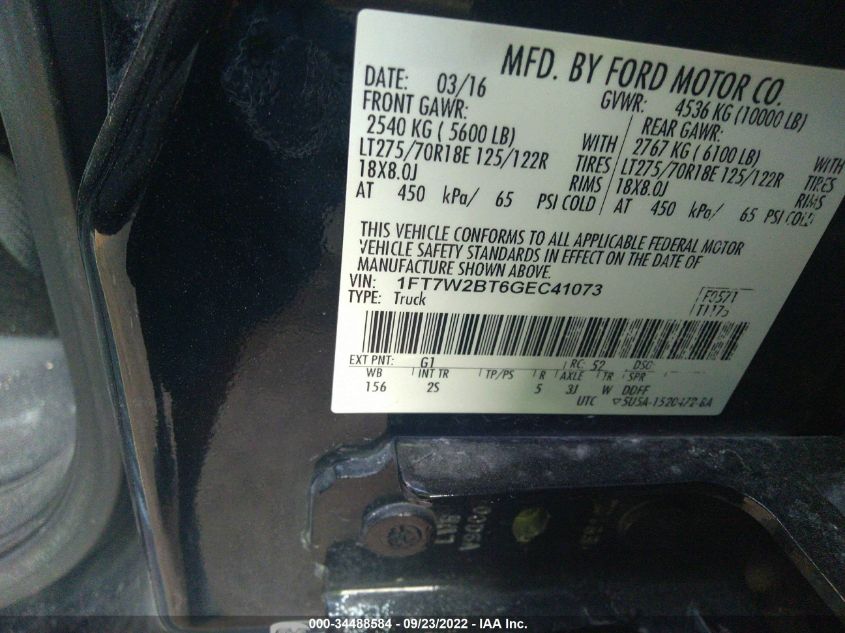 MFD. BY FORD MOTOR CO.
DATE: 03/16
GVWR: 4536 KG (10000 LB)
FRONT GAWR:
REAR GAWR:
2540 KG ( 5600 LB)
WITH
2767 KG ( 6100 LB)
WITH
LT275/70R18E 125/122R
TIRES
LT275/70R18E 125/122R
TIRES
18X8.0J
RIMS
18X8.0J
RIMS
AT 450 kPa/ 65 PSI COLD
AT 450 kPa/ 65 PSI COLD
THIS VEHICLE CONFORMS TO ALL APPLICABLE FEDERAL MOTOR
VEHICLE SAFETY STANDARDS IN EFFECT ON THE DATE OF
MANUFACTURE SHOWN ABOVE.
VIN: 1FT7W2BT6GEC41073
TYPE: Truck
EXT PNT: G1 RC: 52 DSO:
WB INT TR TP/PS R AXLE TR SPR
156 2S 5 3J W DDFF
UTC
000-34488584 / 09/23/2022 - IAA Inc.